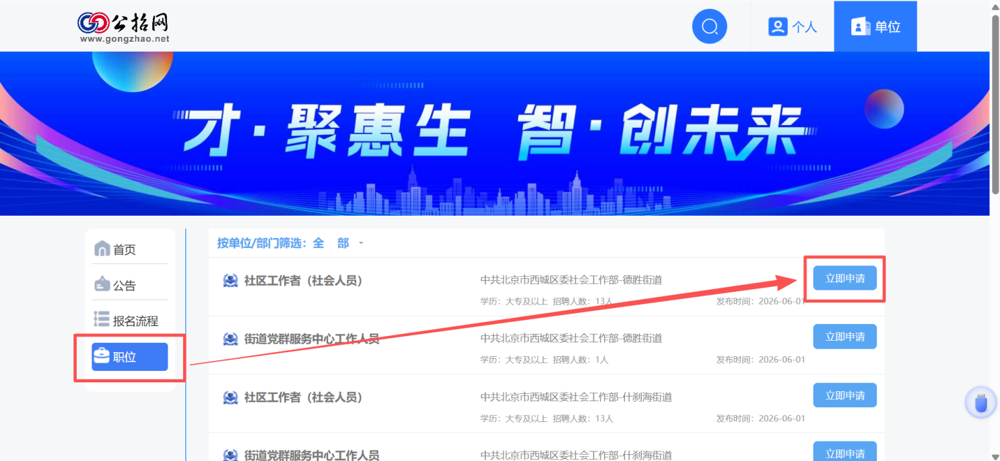 公招网
www.gongzhao.net
个人
单位
才·聚惠生 智·创未来
首页
公告
报名流程
职位
按单位/部门筛选：全 部
社区工作者（社会人员）
中共北京市西城区委社会工作部-德胜街道
立即申请
学历：大专及以上 招聘人数：13人
发布时间：2026-06-01
街道党群服务中心工作人员
中共北京市西城区委社会工作部-德胜街道
立即申请
学历：大专及以上 招聘人数：1人
发布时间：2026-06-01
社区工作者（社会人员）
中共北京市西城区委社会工作部-什刹海街道
立即申请
学历：大专及以上 招聘人数：13人
发布时间：2026-06-01
街道党群服务中心工作人员
中共北京市西城区委社会工作部-什刹海街道
立即申请